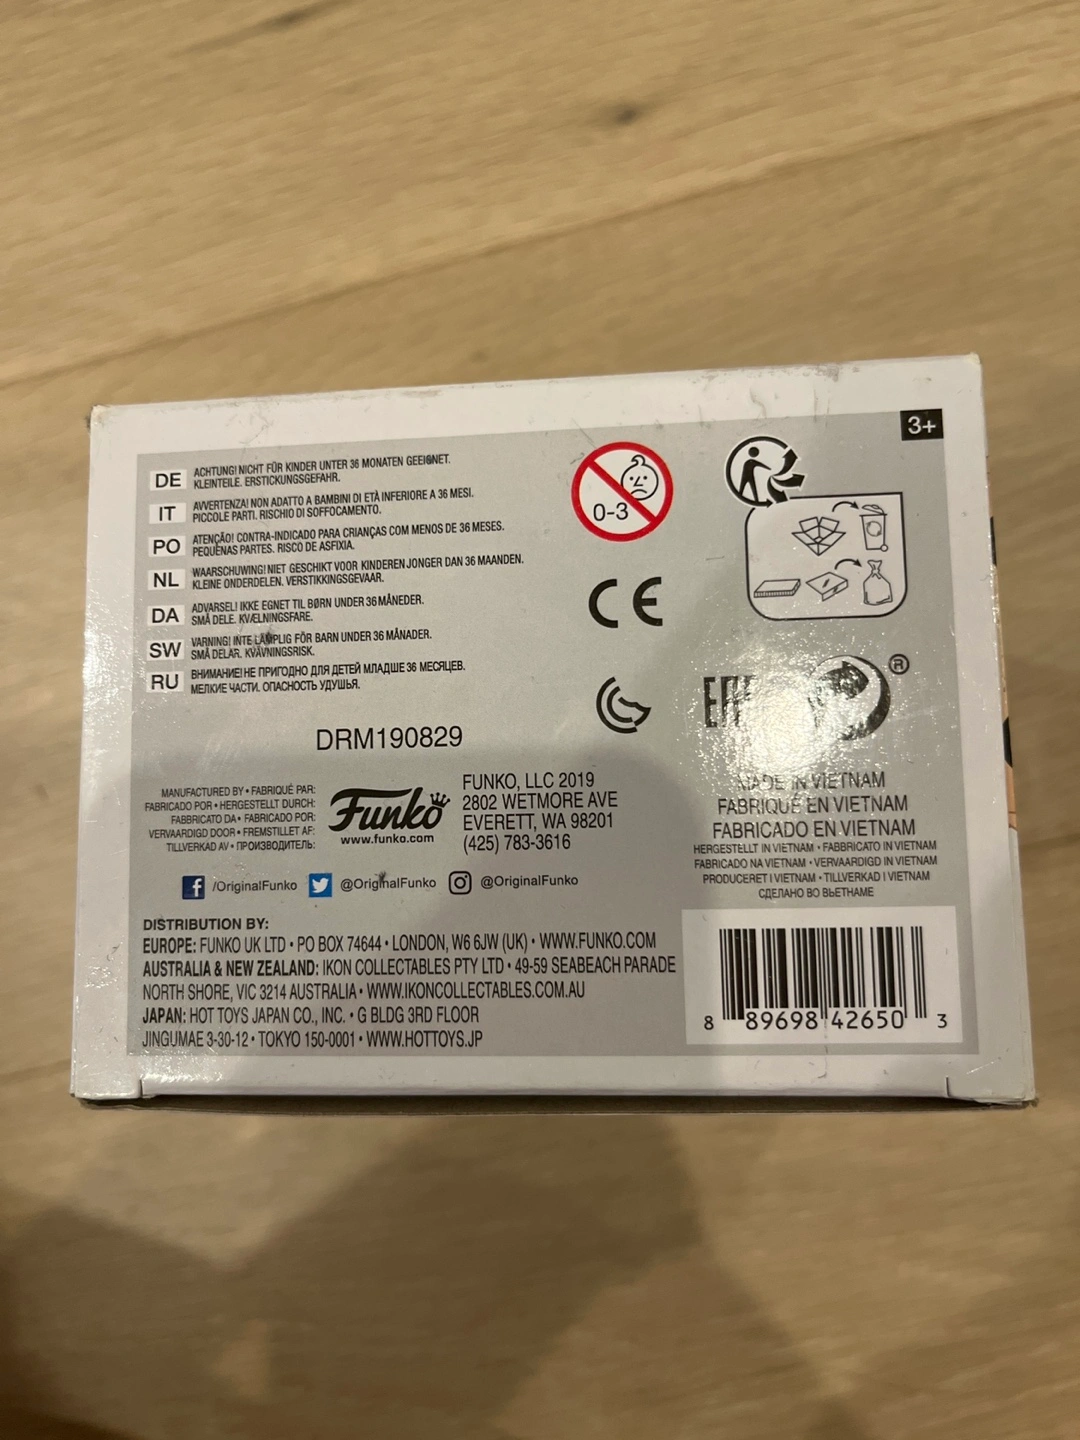 3+
DE ACHTUNG! NICHT FÜR KINDER UNTER 36 MONATEN GEEIGNET.
KLEINTEILE. ERSTICKUNGSGEFAHR.
IT AVVERTENZA! NON ADATTO A BAMBINI DI ETÀ INFERIORE A 36 MESI.
PICCOLE PARTI. RISCHIO DI SOFFOCAMENTO.
PO ATENÇÃO! CONTRA-INDICADO PARA CRIANÇAS COM MENOS DE 36 MESES.
PEQUENAS PARTES. RISCO DE ASFIXIA.
NL WAARSCHUWING! NIET GESCHIKT VOOR KINDEREN JONGER DAN 36 MAANDEN.
KLEINE ONDERDELEN. VERSTIKKINGSGEVAAR.
DA ADVARSEL! IKKE EGNET TIL BØRN UNDER 36 MÅNEDER.
SMÅ DELE. KVÆLNINGSFARE.
SW VARNING! INTE LÄMPLIG FÖR BARN UNDER 36 MÅNADER.
SMÅ DELAR. KVÄVNINGSRISK.
RU ВНИМАНИЕ! НЕ ПРИГОДНО ДЛЯ ДЕТЕЙ МЛАДШЕ 36 МЕСЯЦЕВ.
МЕЛКИЕ ЧАСТИ. ОПАСНОСТЬ УДУШЬЯ.
0-3
CE
EAC
®
DRM190829
MANUFACTURED BY • FABRIQUÉ PAR:
FABRICADO POR • HERGESTELLT DURCH:
FABBRICATO DA • FABRICADO POR:
VERVAARDIGD DOOR • FREMSTILLET AF:
TILLVERKAD AV • ПРОИЗВОДИТЕЛЬ:
Funko
www.funko.com
FUNKO, LLC 2019
2802 WETMORE AVE
EVERETT, WA 98201
(425) 783-3616
MADE IN VIETNAM
FABRIQUÉ EN VIETNAM
FABRICADO EN VIETNAM
HERGESTELLT IN VIETNAM • FABBRICATO IN VIETNAM
FABRICADO NA VIETNAM • VERVAARDIGD IN VIETNAM
PRODUCERET I VIETNAM • TILLVERKAD I VIETNAM
СДЕЛАНО ВО ВЬЕТНАМЕ
/OriginalFunko @OriginalFunko @OriginalFunko
DISTRIBUTION BY:
EUROPE: FUNKO UK LTD • PO BOX 74644 • LONDON, W6 6JW (UK) • WWW.FUNKO.COM
AUSTRALIA & NEW ZEALAND: IKON COLLECTABLES PTY LTD • 49-59 SEABEACH PARADE
NORTH SHORE, VIC 3214 AUSTRALIA • WWW.IKONCOLLECTABLES.COM.AU
JAPAN: HOT TOYS JAPAN CO., INC. • G BLDG 3RD FLOOR
JINGUMAE 3-30-12 • TOKYO 150-0001 • WWW.HOTTOYS.JP
8 89698 42650 3